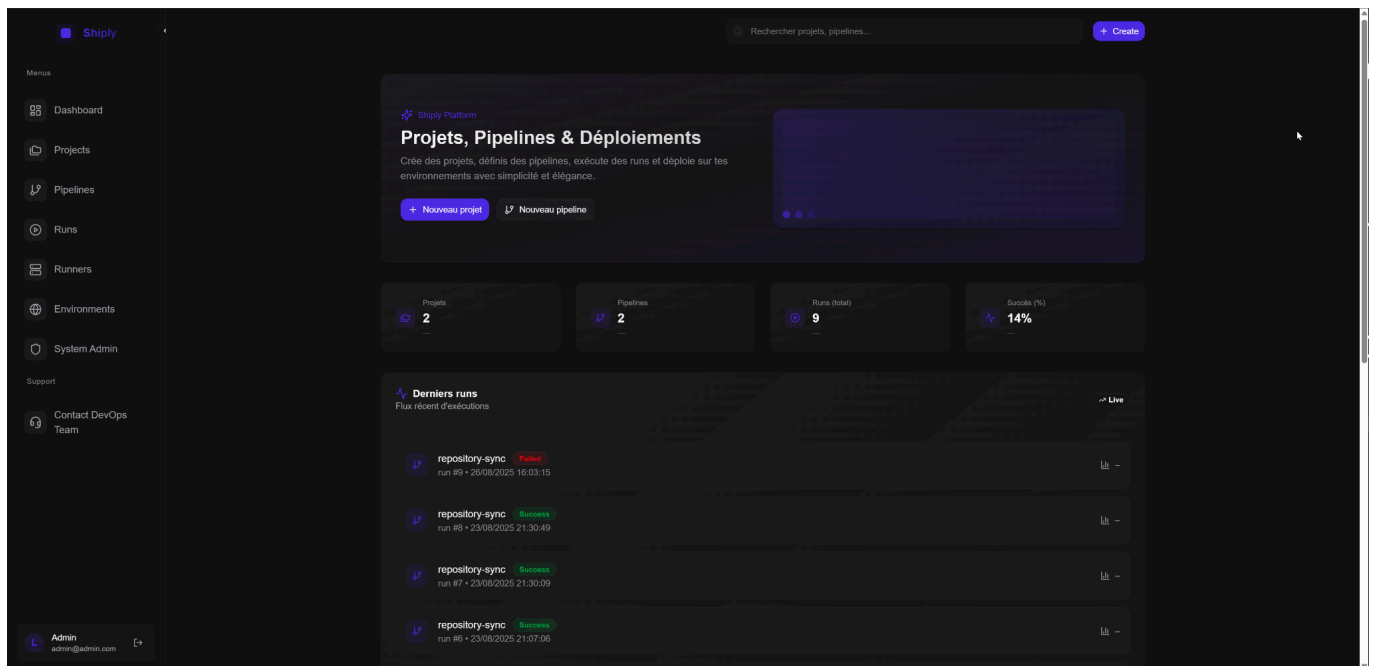 Shiply
Rechercher projets, pipelines...
+ Create
Menus
Dashboard
Projects
Pipelines
Runs
Runners
Environments
System Admin
Support
Contact DevOps
Team
L
Admin
admin@admin.com
Shiply Platform
Projets, Pipelines & Déploiements
Crée des projets, définis des pipelines, exécute des runs et déploie sur tes
environnements avec simplicité et élégance.
+ Nouveau projet
Nouveau pipeline
Projets
2
—
Pipelines
2
—
Runs (total)
9
—
Succès (%)
14%
—
Derniers runs
Flux récent d'exécutions
Live
repository-sync Failed
run #9 • 26/08/2025 16:03:15
–
repository-sync Success
run #8 • 23/08/2025 21:30:49
–
repository-sync Success
run #7 • 23/08/2025 21:30:09
–
repository-sync Success
run #6 • 23/08/2025 21:07:06
–